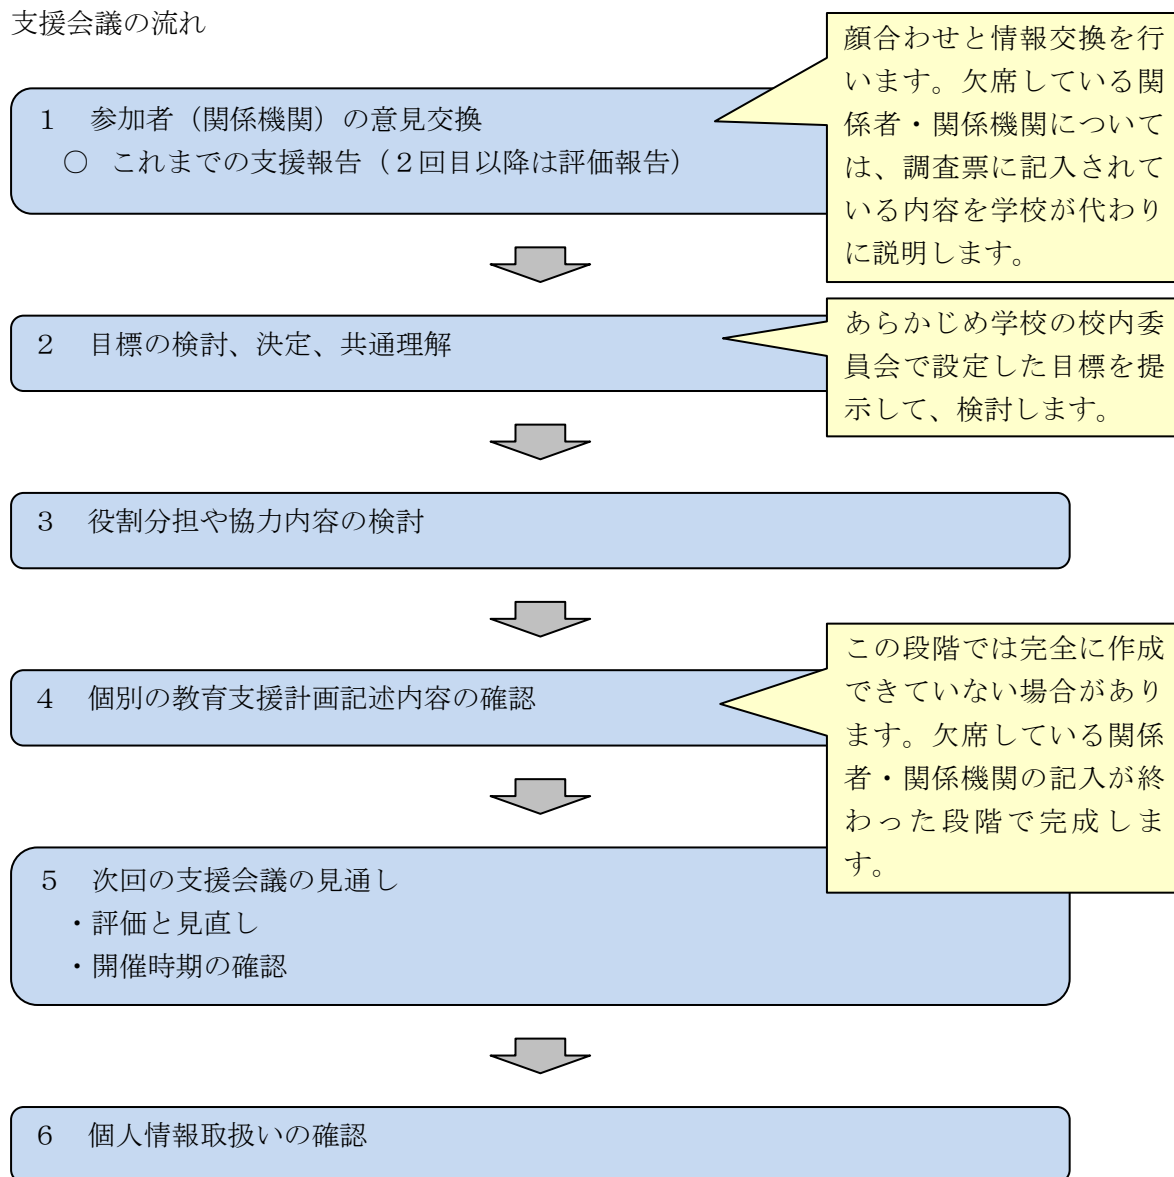 支援会議の流れ
顔合わせと情報交換を行
います。欠席している関
係者・関係機関について
は、調査票に記入されて
いる内容を学校が代わり
に説明します。
１　参加者（関係機関）の意見交換
○　これまでの支援報告（２回目以降は評価報告）
２　目標の検討、決定、共通理解
あらかじめ学校の校内委
員会で設定した目標を提
示して、検討します。
３　役割分担や協力内容の検討
４　個別の教育支援計画記述内容の確認
この段階では完全に作成
できていない場合があり
ます。欠席している関係
者・関係機関の記入が終
わった段階で完成しま
す。
５　次回の支援会議の見通し
・評価と見直し
・開催時期の確認
６　個人情報取扱いの確認